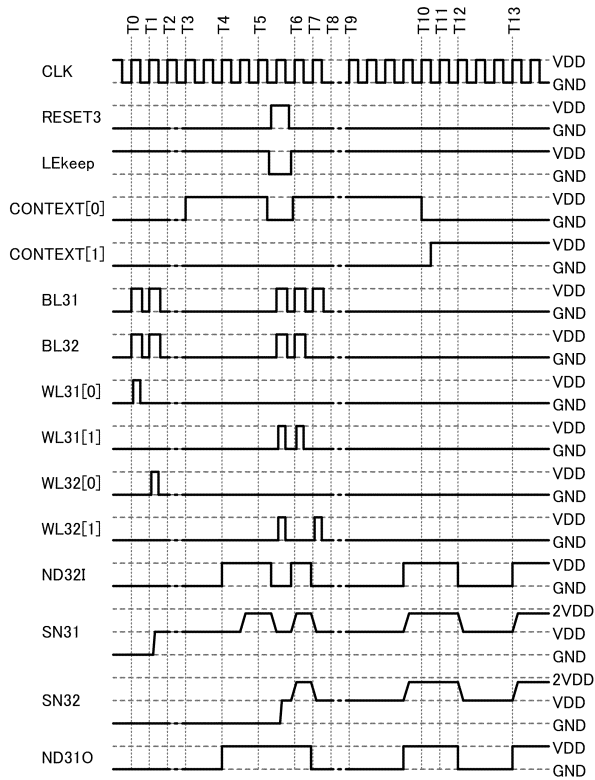 T0 T1 T2 T3 T4 T5 T6 T7 T8 T9 T10 T11 T12 T13
CLK VDD
GND
RESET3 VDD
GND
LEkeep VDD
GND
CONTEXT[0] VDD
GND
CONTEXT[1] VDD
GND
BL31 VDD
GND
BL32 VDD
GND
WL31[0] VDD
GND
WL31[1] VDD
GND
WL32[0] VDD
GND
WL32[1] VDD
GND
ND32I VDD
GND
2VDD
SN31 VDD
GND
2VDD
SN32 VDD
GND
ND31O VDD
GND